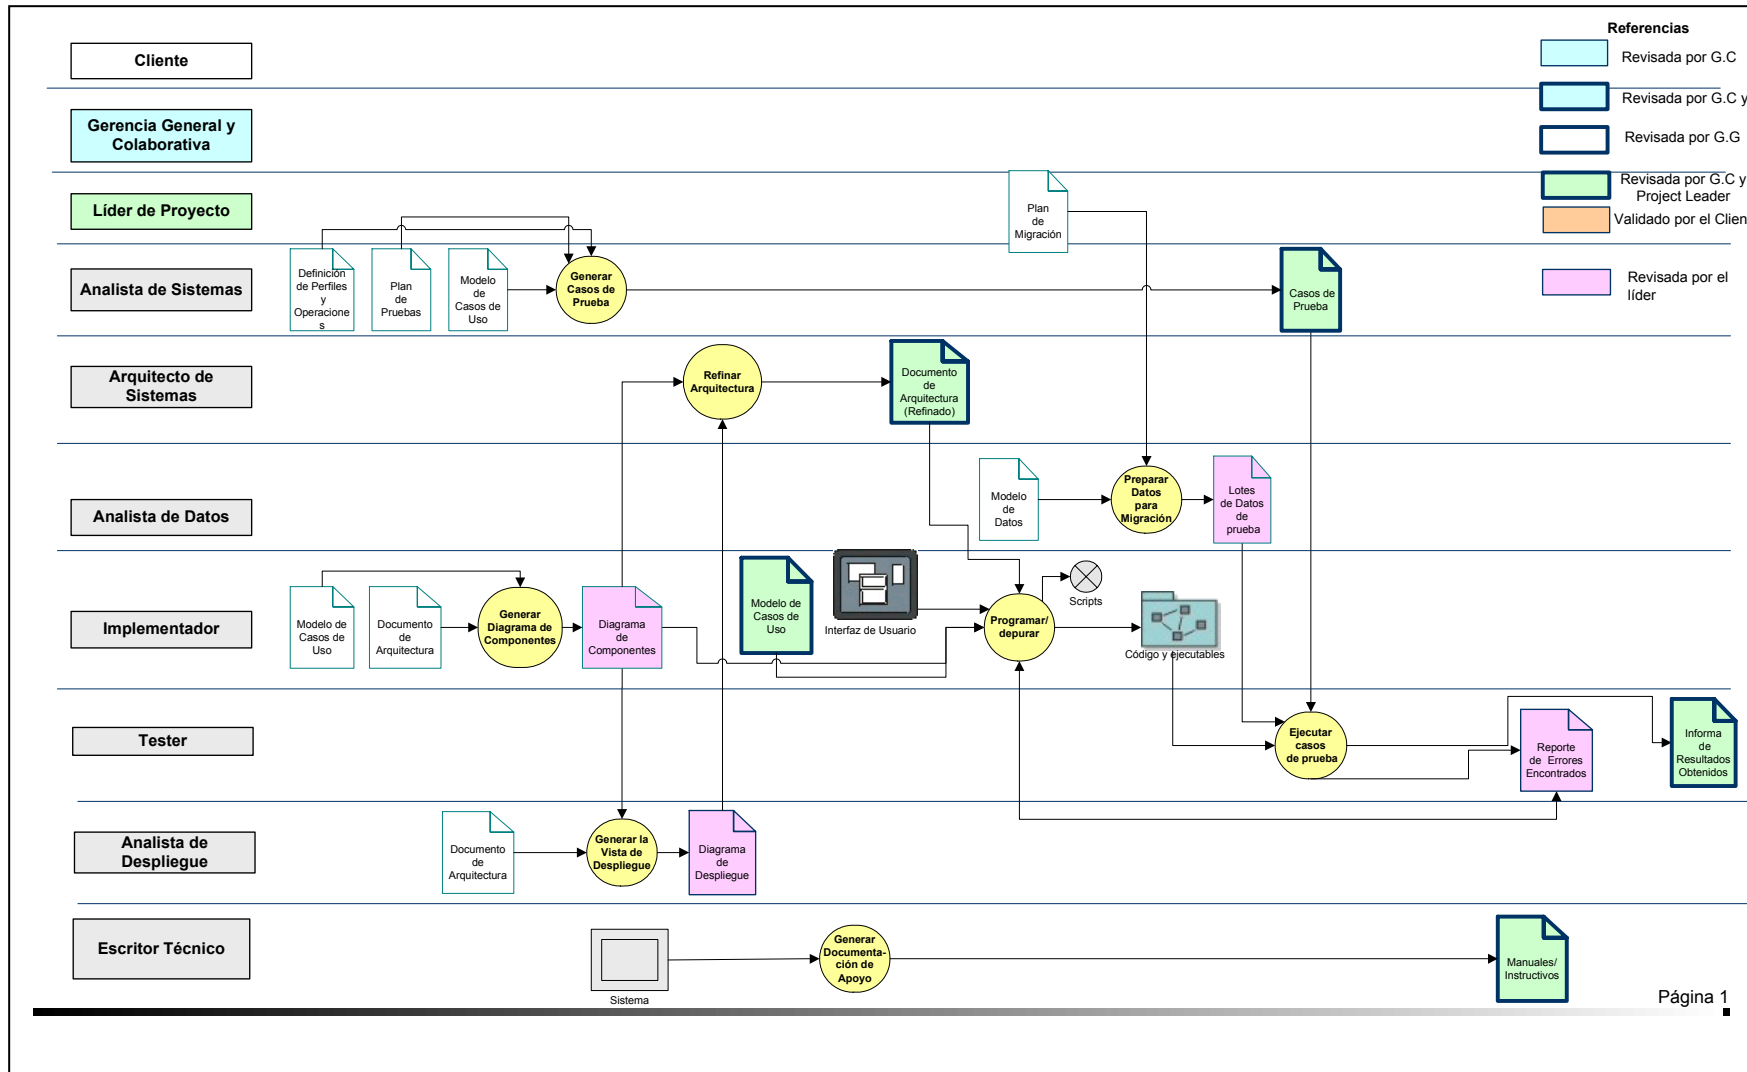 Referencias
Cliente
Revisada por G.C
Revisada por G.C y
Gerencia General y
Colaborativa
Revisada por G.G
Revisada por G.C y
Project Leader
Líder de Proyecto
Plan
de
Migración
Validado por el Clien
Analista de Sistemas
Definición
de Perfiles
y
Operacione
s
Plan
de
Pruebas
Modelo
de
Casos de
Uso
Generar
Casos de
Prueba
Casos de
Prueba
Revisada por el
líder
Arquitecto de
Sistemas
Refinar
Arquitectura
Documento
de
Arquitectura
(Refinado)
Analista de Datos
Modelo
de
Datos
Preparar
Datos
para
Migración
Lotes
de Datos
de
prueba
Implementador
Modelo de
Casos de
Uso
Documento
de
Arquitectura
Generar
Diagrama de
Componentes
Diagrama
de
Componentes
Modelo de
Casos de
Uso
Interfaz de Usuario
Programar/
depurar
Scripts
Código y ejecutables
Tester
Ejecutar
casos
de prueba
Reporte
de Errores
Encontrados
Informa
de
Resultados
Obtenidos
Analista de
Despliegue
Documento
de
Arquitectura
Generar la
Vista de
Despliegue
Diagrama
de
Despliegue
Escritor Técnico
Sistema
Generar
Documenta-
ción de
Apoyo
Manuales/
Instructivos
Página 1